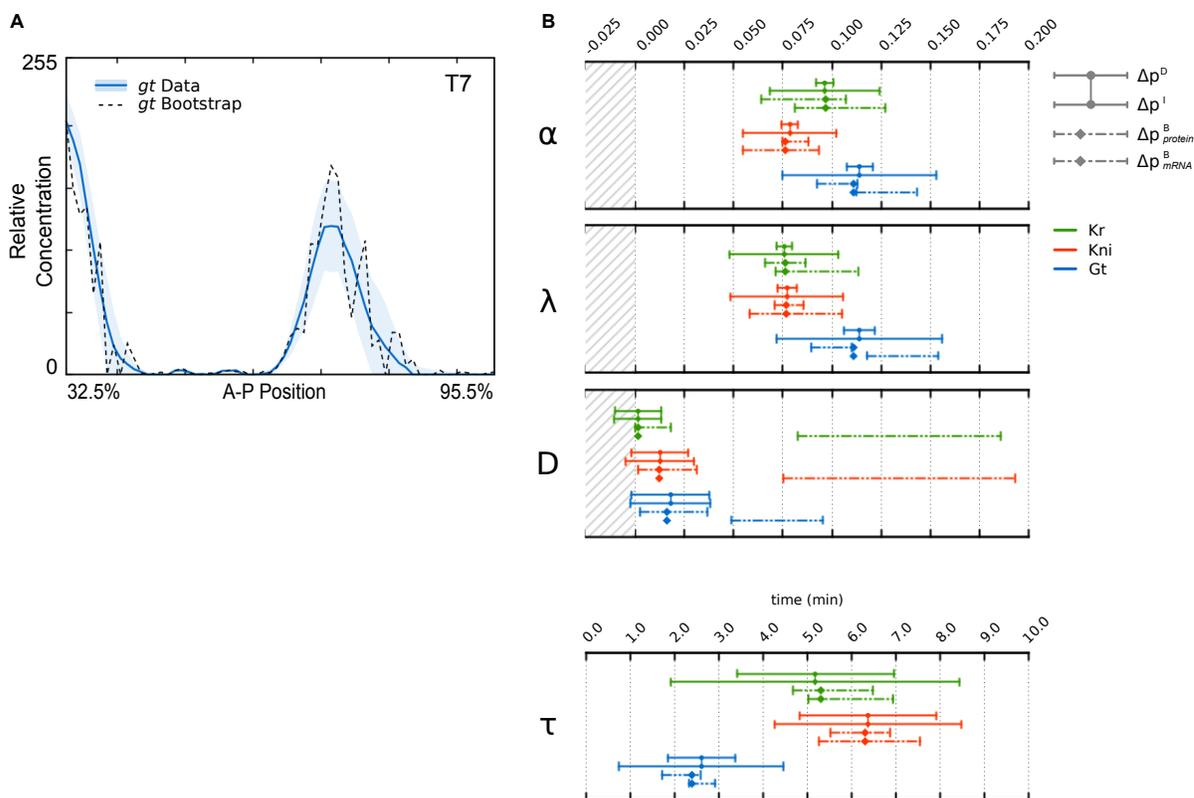 A
255
Relative
Concentration
0
gt Data
gt Bootstrap
T7
32.5%
A-P Position
95.5%
B
-0.025
0.000
0.025
0.050
0.075
0.100
0.125
0.150
0.175
0.200
α
λ
D
Δp D
Δp I
Δp B protein
Δp B mRNA
Kr
Kni
Gt
time (min)
0.0
1.0
2.0
3.0
4.0
5.0
6.0
7.0
8.0
9.0
10.0
τ